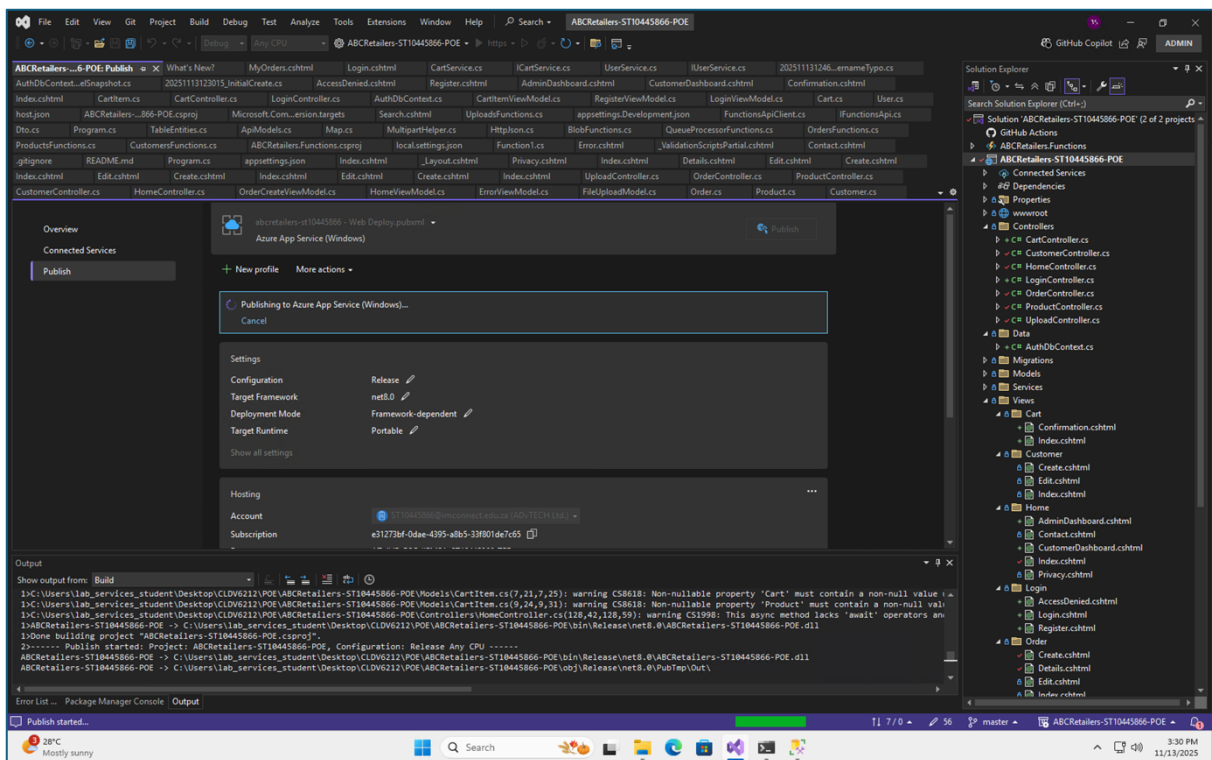 File Edit View Git Project Build Debug Test Analyze Tools Extensions Window Help Search ABCRetailers-ST10445866-POE
Debug Any CPU ABCRetailers-ST10445866-POE https GitHub Copilot ADMIN
ABCRetailers-...6-POE: Publish What's New? MyOrders.cshtml Login.cshtml CartService.cs ICartService.cs UserService.cs IUserService.cs 202511131246...ernameTypo.cs
AuthDbContext...elSnapshot.cs 20251113123015_InitialCreate.cs AccessDenied.cshtml Register.cshtml AdminDashboard.cshtml CustomerDashboard.cshtml Confirmation.cshtml
Index.cshtml CartItem.cs CartController.cs LoginController.cs AuthDbContext.cs CartItemViewModel.cs RegisterViewModel.cs LoginViewModel.cs Cart.cs User.cs
host.json ABCRetailers-...866-POE.csproj Microsoft.Com...ersion.targets Search.cshtml UploadsFunctions.cs appsettings.Development.json FunctionsApiClient.cs IFunctionsApi.cs
Dto.cs Program.cs TableEntities.cs ApiModels.cs Map.cs MultipartHelper.cs HttpJson.cs BlobFunctions.cs QueueProcessorFunctions.cs OrdersFunctions.cs
ProductsFunctions.cs CustomersFunctions.cs ABCRetailers.Functions.csproj local.settings.json Function1.cs Error.cshtml _ValidationScriptsPartial.cshtml Contact.cshtml
.gitignore README.md Program.cs appsettings.json Index.cshtml _Layout.cshtml Privacy.cshtml Index.cshtml Details.cshtml Edit.cshtml Create.cshtml
Index.cshtml Edit.cshtml Create.cshtml Index.cshtml Edit.cshtml Create.cshtml Index.cshtml UploadController.cs OrderController.cs ProductController.cs
CustomerController.cs HomeController.cs OrderCreateViewModel.cs HomeViewModel.cs ErrorViewModel.cs FileUploadModel.cs Order.cs Product.cs Customer.cs
Overview
Connected Services
Publish
abcretailers-st10445866 - Web Deploy.pubxml
Azure App Service (Windows)
Publish
New profile More actions
Publishing to Azure App Service (Windows)...
Cancel
Settings
Configuration Release
Target Framework net8.0
Deployment Mode Framework-dependent
Target Runtime Portable
Show all settings
Hosting
Account ST10445866@imconnect.edu.za (ADvTECH Ltd.)
Subscription e31273bf-0dae-4395-a8b5-33f801de7c65
Output
Show output from: Build
1>C:\Users\lab_services_student\Desktop\CLDV6212\POE\ABCRetailers-ST10445866-POE\Models\CartItem.cs(7,21,7,25): warning CS8618: Non-nullable property 'Cart' must contain a non-null value
1>C:\Users\lab_services_student\Desktop\CLDV6212\POE\ABCRetailers-ST10445866-POE\Models\CartItem.cs(9,24,9,31): warning CS8618: Non-nullable property 'Product' must contain a non-null val
1>C:\Users\lab_services_student\Desktop\CLDV6212\POE\ABCRetailers-ST10445866-POE\Controllers\HomeController.cs(128,42,128,59): warning CS1998: This async method lacks 'await' operators an
1>ABCRetailers-ST10445866-POE -> C:\Users\lab_services_student\Desktop\CLDV6212\POE\ABCRetailers-ST10445866-POE\bin\Release\net8.0\ABCRetailers-ST10445866-POE.dll
1>Done building project "ABCRetailers-ST10445866-POE.csproj".
2>------ Publish started: Project: ABCRetailers-ST10445866-POE, Configuration: Release Any CPU ------
ABCRetailers-ST10445866-POE -> C:\Users\lab_services_student\Desktop\CLDV6212\POE\ABCRetailers-ST10445866-POE\bin\Release\net8.0\ABCRetailers-ST10445866-POE.dll
ABCRetailers-ST10445866-POE -> C:\Users\lab_services_student\Desktop\CLDV6212\POE\ABCRetailers-ST10445866-POE\obj\Release\net8.0\PubTmp\Out\
Error List ... Package Manager Console Output
Solution Explorer
Search Solution Explorer (Ctrl+;)
Solution 'ABCRetailers-ST10445866-POE' (2 of 2 projects
GitHub Actions
ABCRetailers.Functions
ABCRetailers-ST10445866-POE
Connected Services
Dependencies
Properties
wwwroot
Controllers
C# CartController.cs
C# CustomerController.cs
C# HomeController.cs
C# LoginController.cs
C# OrderController.cs
C# ProductController.cs
C# UploadController.cs
Data
C# AuthDbContext.cs
Migrations
Models
Services
Views
Cart
Confirmation.cshtml
Index.cshtml
Customer
Create.cshtml
Edit.cshtml
Index.cshtml
Home
AdminDashboard.cshtml
Contact.cshtml
CustomerDashboard.cshtml
Index.cshtml
Privacy.cshtml
Login
AccessDenied.cshtml
Login.cshtml
Register.cshtml
Order
Create.cshtml
Details.cshtml
Edit.cshtml
Index.cshtml
Publish started... 7 / 0 56 master ABCRetailers-ST10445866-POE
3 28°C
Mostly sunny
Search
3:30 PM
11/13/2025